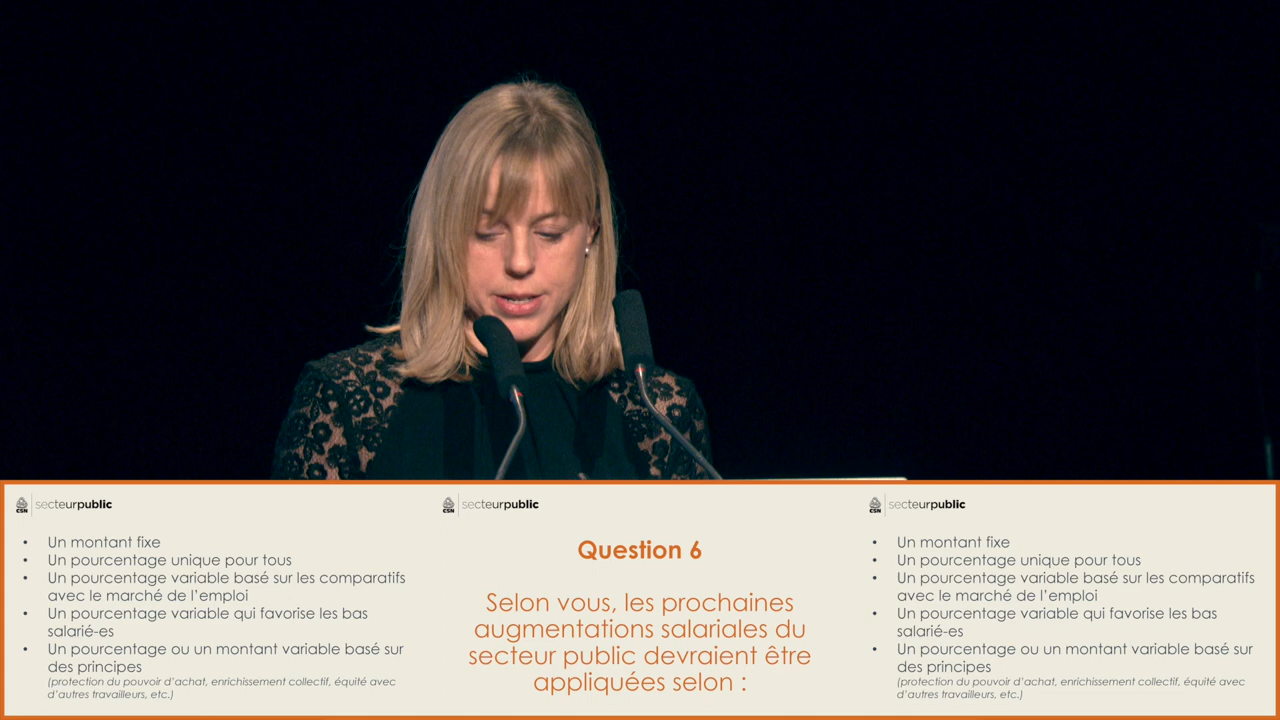 CSN secteurpublic
• Un montant fixe
• Un pourcentage unique pour tous
• Un pourcentage variable basé sur les comparatifs
avec le marché de l'emploi
• Un pourcentage variable qui favorise les bas
salarié-es
• Un pourcentage ou un montant variable basé sur
des principes
(protection du pouvoir d'achat, enrichissement collectif, équité avec
d'autres travailleurs, etc.)
CSN secteurpublic
Question 6
Selon vous, les prochaines
augmentations salariales du
secteur public devraient être
appliquées selon :
CSN secteurpublic
• Un montant fixe
• Un pourcentage unique pour tous
• Un pourcentage variable basé sur les comparatifs
avec le marché de l'emploi
• Un pourcentage variable qui favorise les bas
salarié-es
• Un pourcentage ou un montant variable basé sur
des principes
(protection du pouvoir d'achat, enrichissement collectif, équité avec
d'autres travailleurs, etc.)